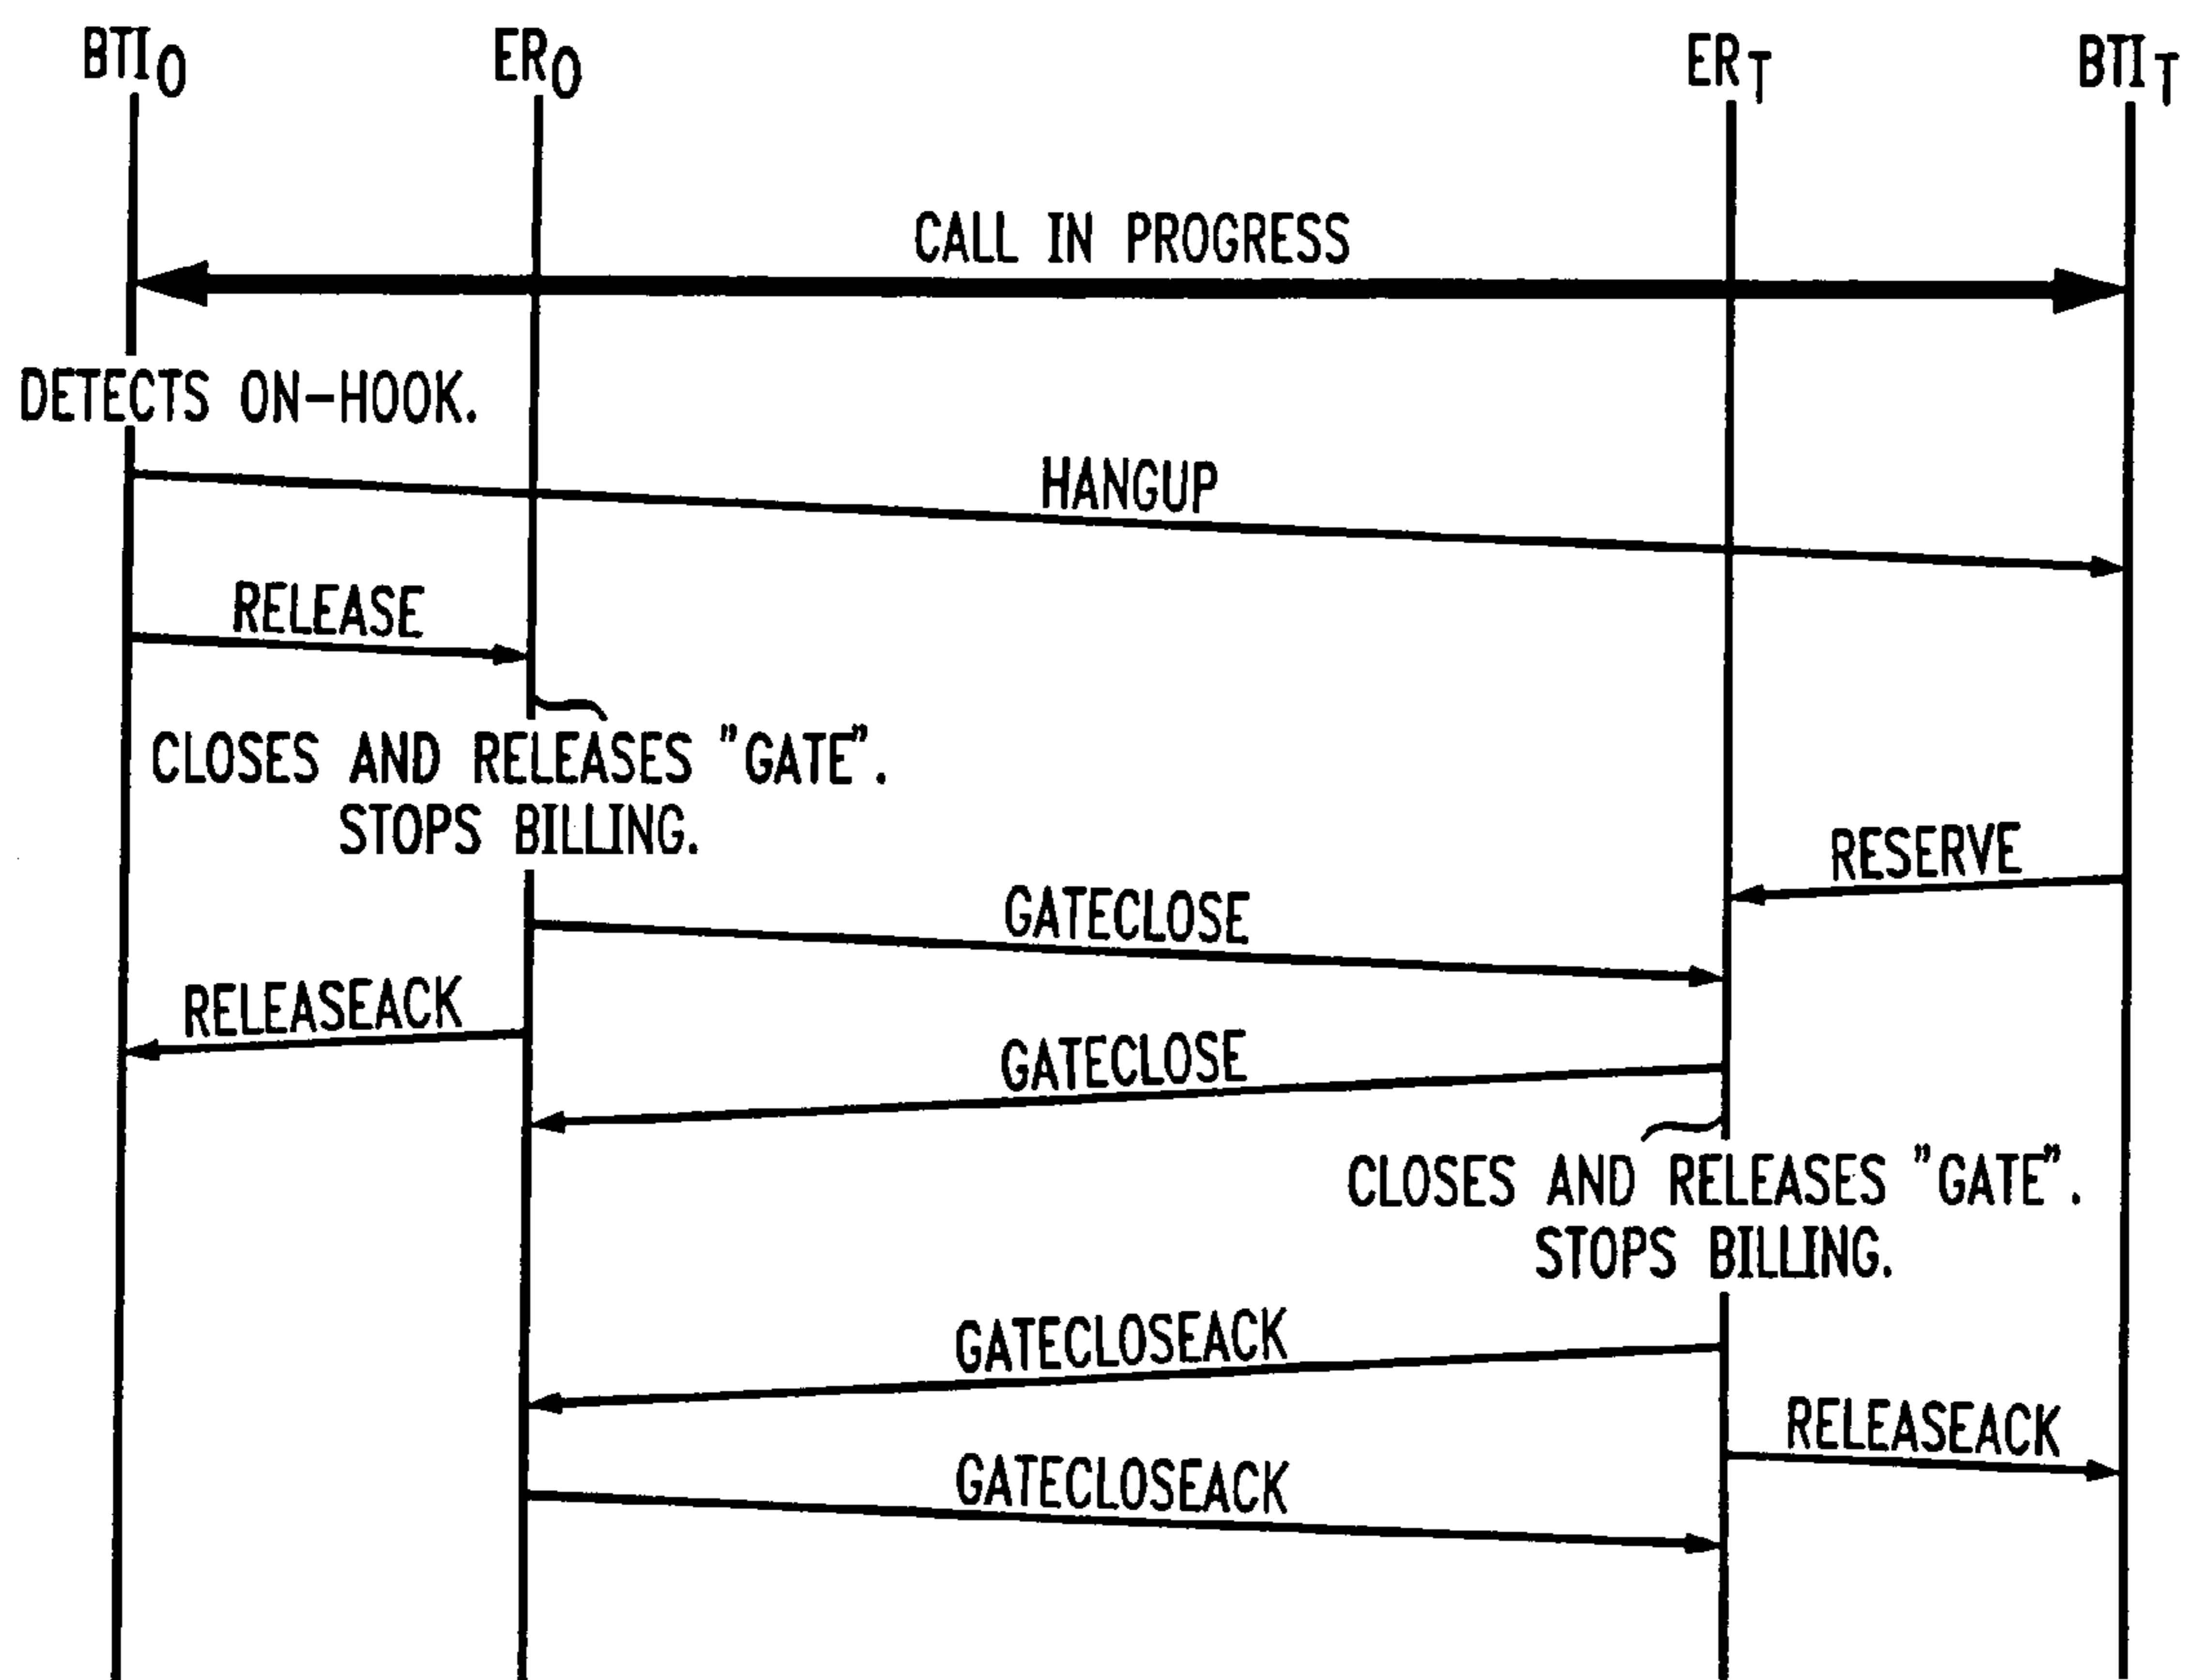 BTIO
ERO
ERT
BTIT
CALL IN PROGRESS
DETECTS ON-HOOK.
HANGUP
RELEASE
CLOSES AND RELEASES "GATE".
STOPS BILLING.
RESERVE
GATECLOSE
RELEASEACK
GATECLOSE
CLOSES AND RELEASES "GATE".
STOPS BILLING.
GATECLOSEACK
RELEASEACK
GATECLOSEACK